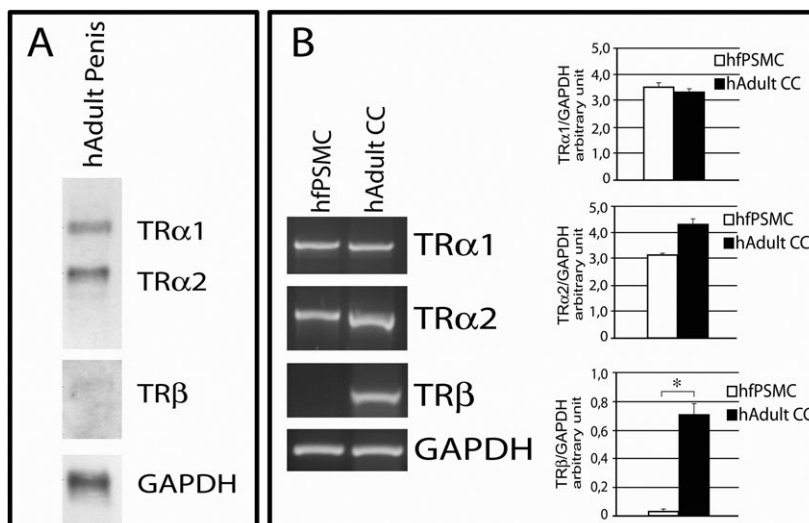 A
hAdult Penis
TRα1
TRα2
TRβ
GAPDH
B
hfPSMC
hAdult CC
TRα1
TRα2
TRβ
GAPDH
TRα1/GAPDH
arbitrary unit
5,0
4,0
3,0
2,0
1,0
0
hfPSMC
hAdult CC
TRα2/GAPDH
arbitrary unit
5,0
4,0
3,0
2,0
1,0
0
hfPSMC
hAdult CC
TRβ/GAPDH
arbitrary unit
1,0
0,8
0,6
0,4
0,2
0
*
hfPSMC
hAdult CC